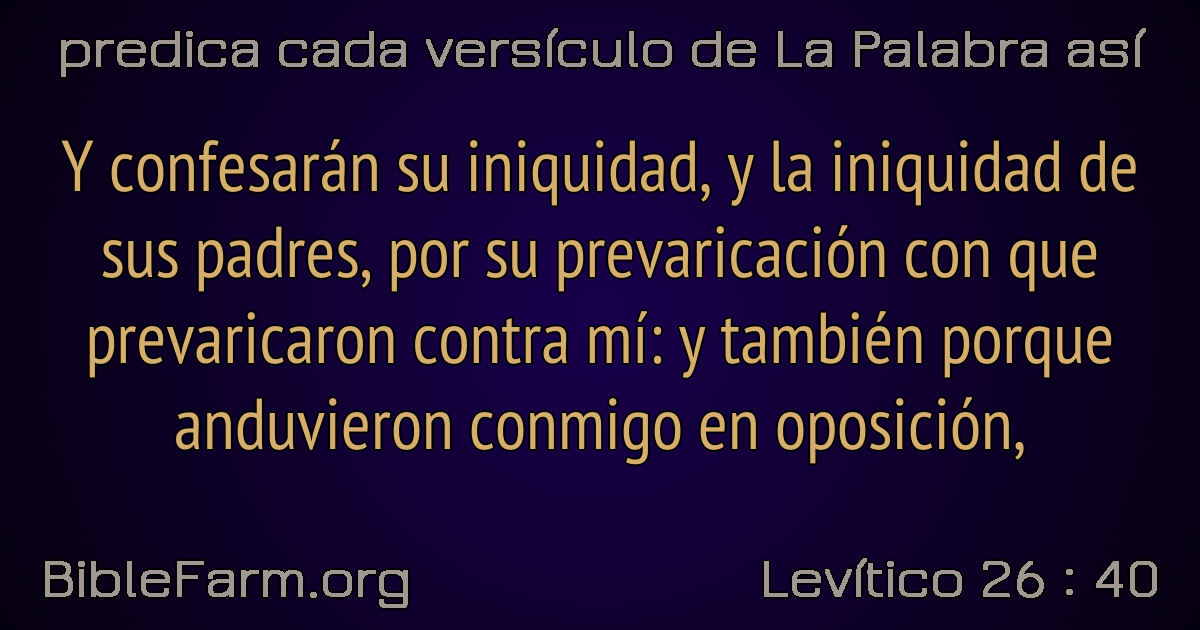 predica cada versículo de La Palabra así
Y confesarán su iniquidad, y la iniquidad de
sus padres, por su prevaricación con que
prevaricaron contra mí: y también porque
anduvieron conmigo en oposición,
BibleFarm.org
Levítico 26 : 40